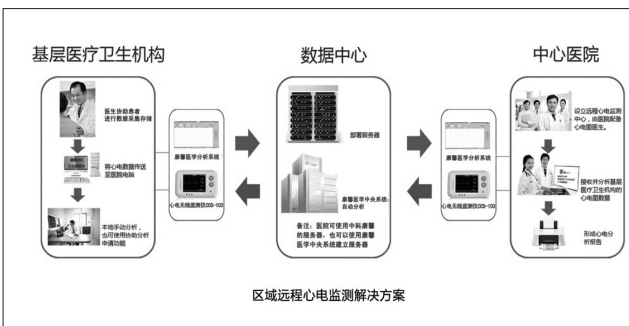 基层医疗卫生机构
数据中心
中心医院
医生协助患者
进行数据采集存储
将心电数据传送
至医院电脑
本地手动分析，
也可使用协助分析
申请功能
康馨医学分析系统
心电无线监测仪OCS-103
部署服务器
康馨医学中央系统：
自动分析
备注：医院可使用中科康馨
的服务器，也可以使用康馨
医学中央系统建立服务器
康馨医学分析系统
心电无线监测仪OCS-103
设立远程心电监测
中心，由医院配备
心电图医生。
接收并分析基层
医疗卫生机构的
心电图数据
形成心电分
析报告
区域远程心电监测解决方案